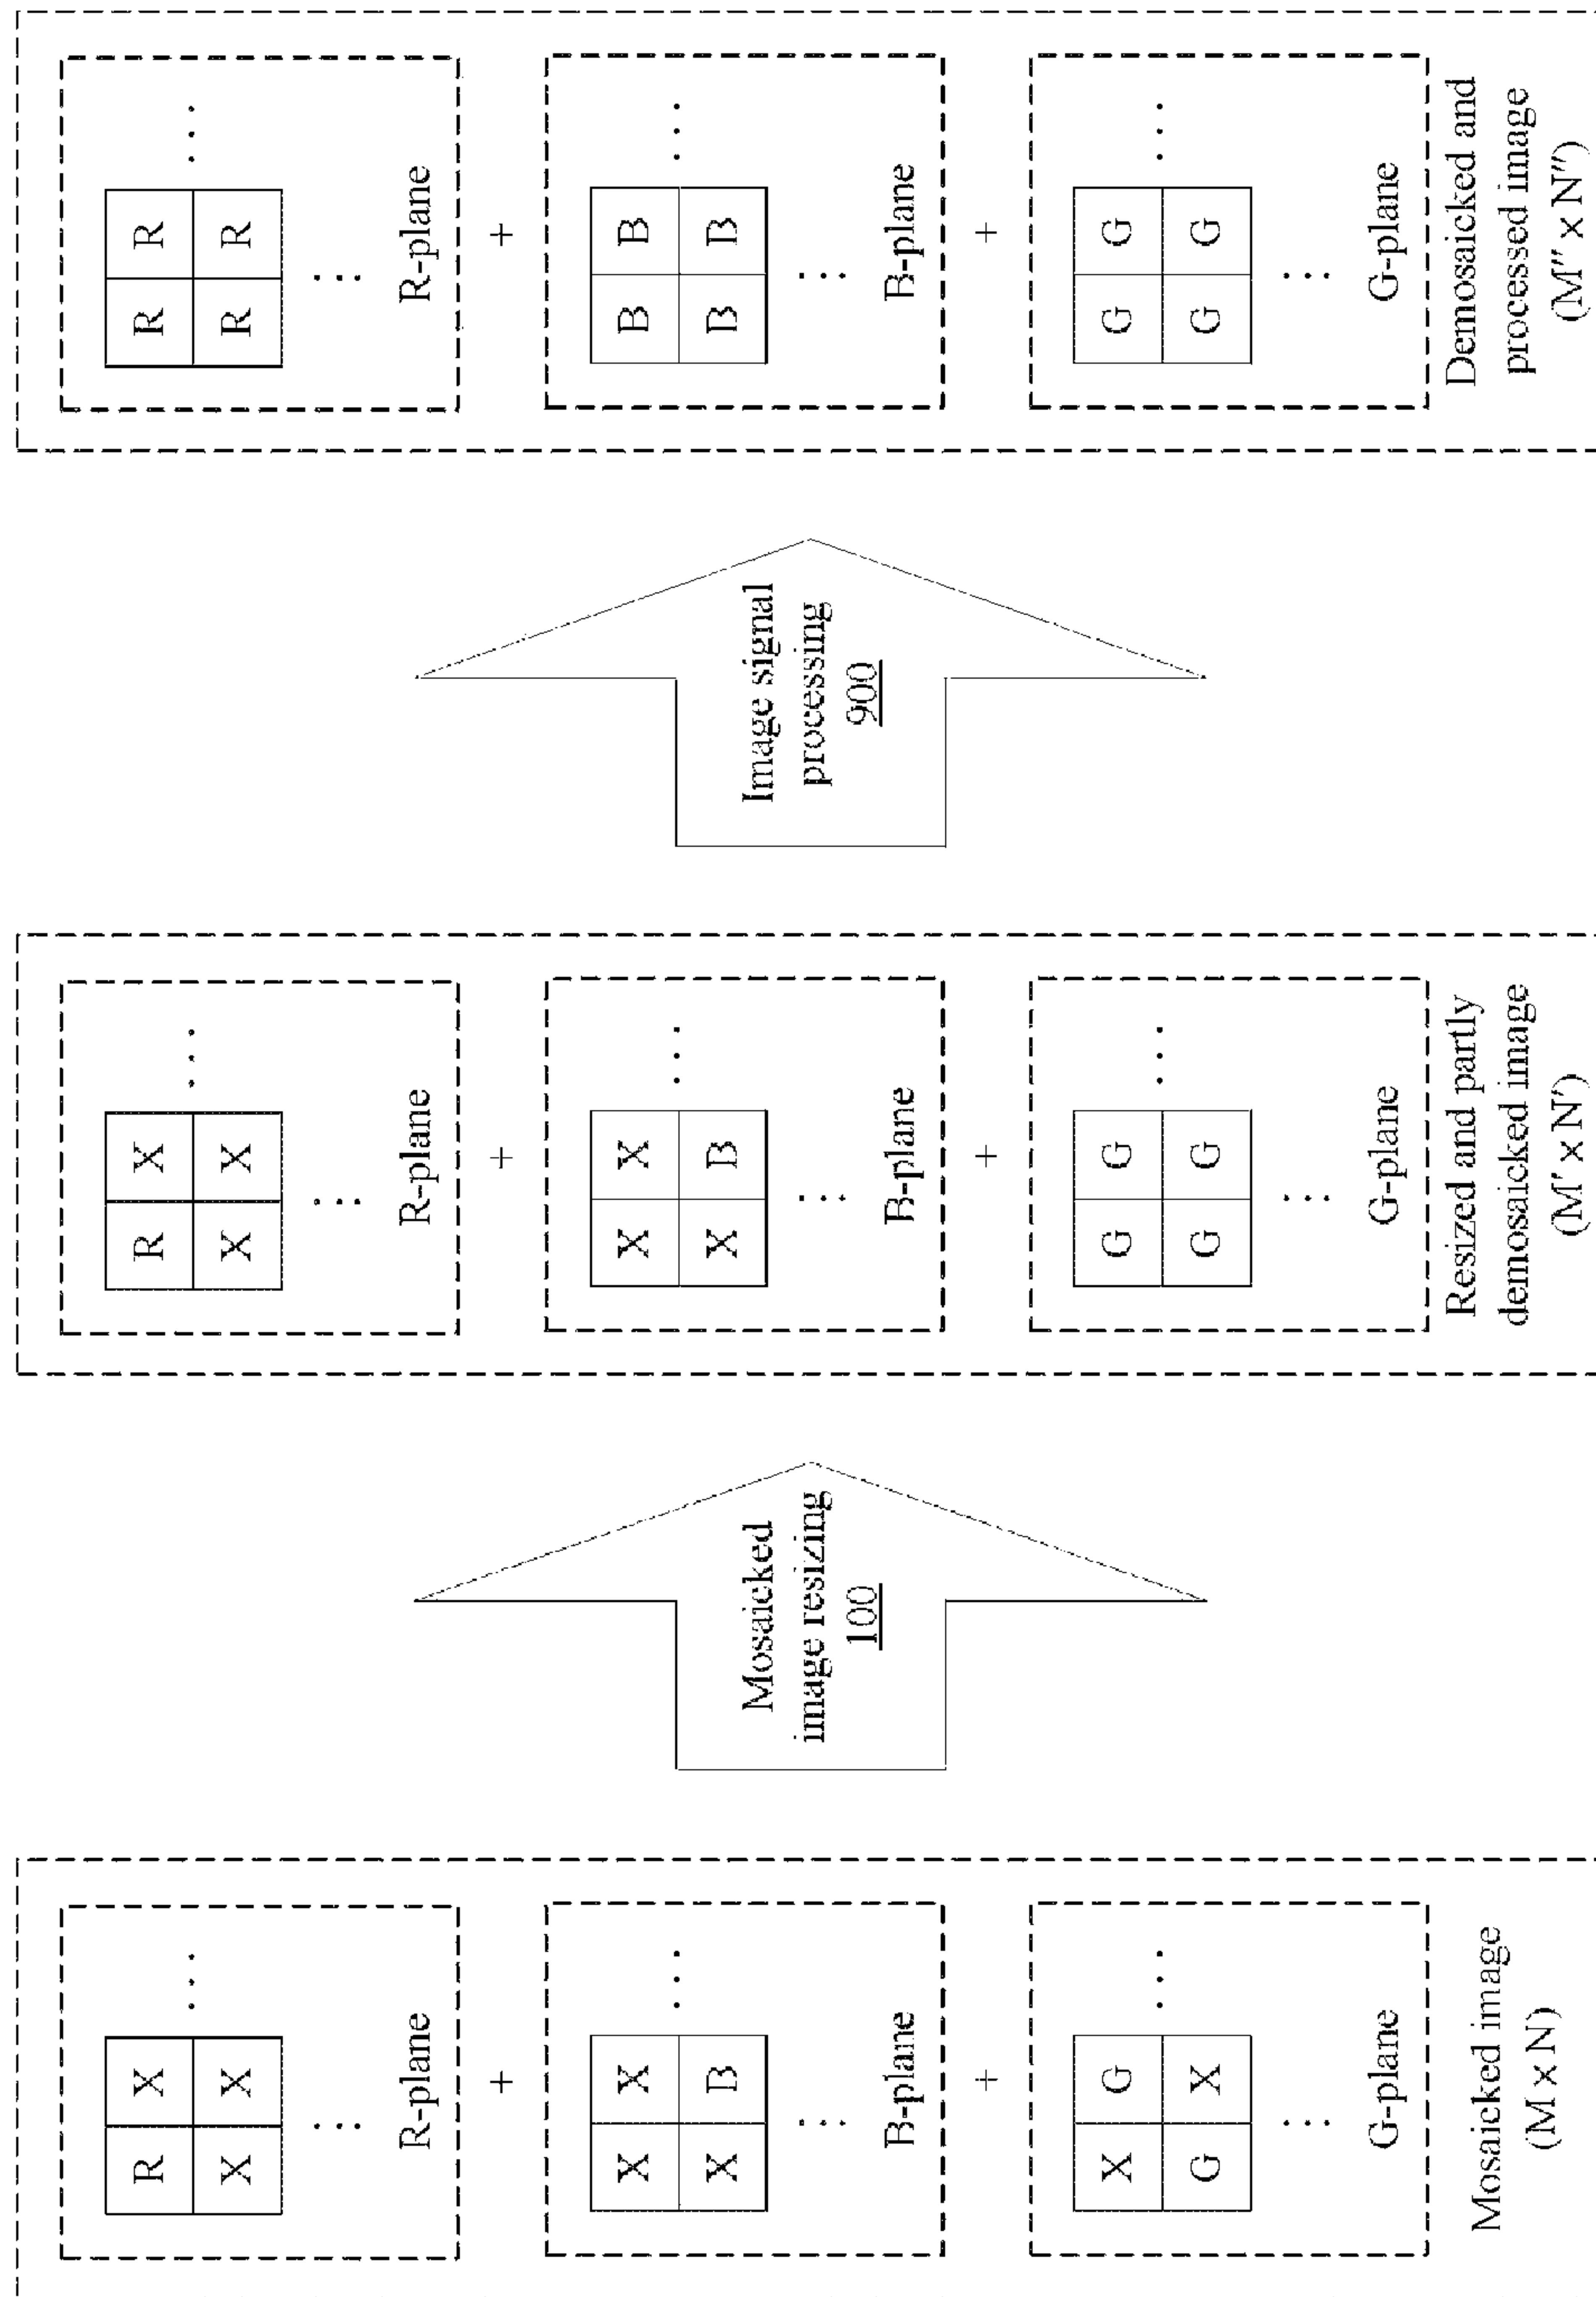 R X ...
X X
⋮
R-plane
+
X X ...
X B
⋮
B-plane
+
X G ...
G X
⋮
G-plane
Mosaicked image
(M × N)
Mosaicked
image resizing
100
R X ...
X X
⋮
R-plane
+
X X ...
X B
⋮
B-plane
+
G G ...
G G
⋮
G-plane
Resized and partly
demosaicked image
(M' × N')
Image signal
processing
900
R R ...
R R
⋮
R-plane
+
B B ...
B B
⋮
B-plane
+
G G ...
G G
⋮
G-plane
Demosaicked and
processed image
(M'' × N'')